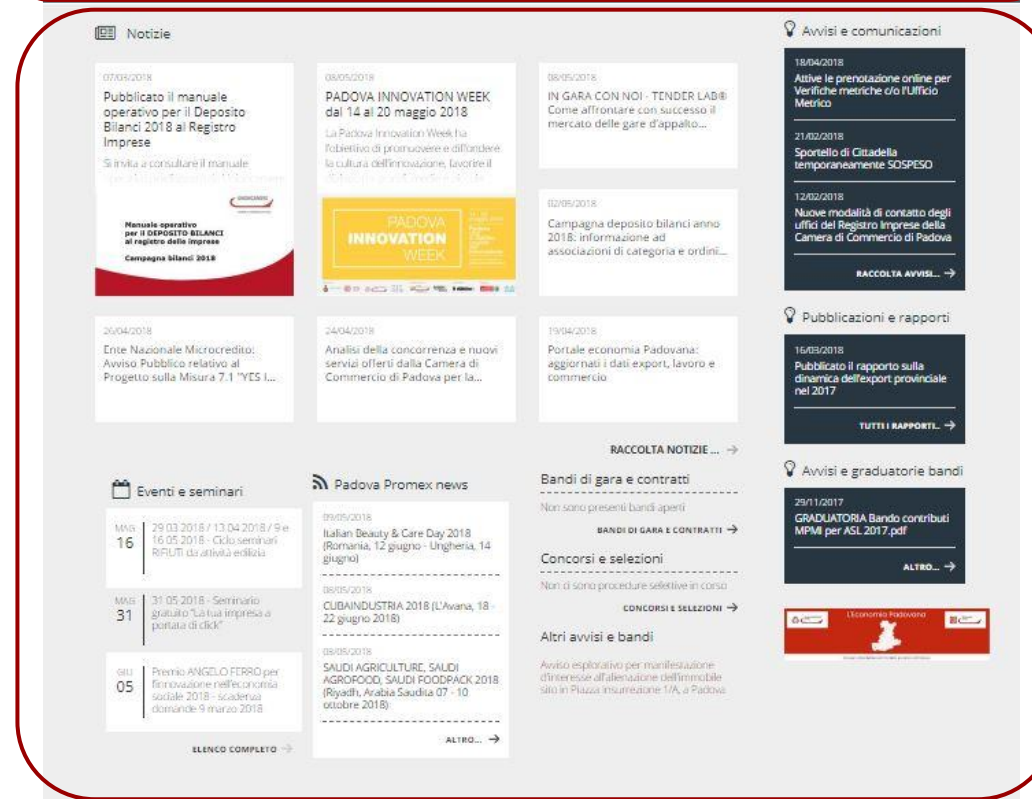 Notizie
07/03/2018
Pubblicato il manuale
operativo per il Deposito
Bilanci 2018 al Registro
Imprese
Si invita a consultare il manuale
Manuale operativo
per il DEPOSITO BILANCI
al registro delle imprese
Campagna bilanci 2018
08/05/2018
PADOVA INNOVATION WEEK
dal 14 al 20 maggio 2018
La Padova Innovation Week ha
l'obiettivo di promuovere e diffondere
la cultura dell'innovazione, favorire il
PADOVA
INNOVATION
WEEK
08/05/2018
IN GARA CON NOI - TENDER LAB®
Come affrontare con successo il
mercato delle gare d'appalto...
02/05/2018
Campagna deposito bilanci anno
2018: informazione ad
associazioni di categoria e ordini...
26/04/2018
Ente Nazionale Microcredito:
Avviso Pubblico relativo al
Progetto sulla Misura 7.1 "YES I...
24/04/2018
Analisi della concorrenza e nuovi
servizi offerti dalla Camera di
Commercio di Padova per la...
19/04/2018
Portale economia Padovana:
aggiornati i dati export, lavoro e
commercio
RACCOLTA NOTIZIE ... →
Eventi e seminari
MAG
16
29 03 2018 / 13 04 2018 / 9 e
16 05 2018 - Ciclo seminari
RIFIUTI da attività edilizia
MAG
31
31 05 2018 - Seminario
gratuito "La tua impresa a
portata di click"
GIU
05
Premio ANGELO FERRO per
l'innovazione nell'economia
sociale 2018 - scadenza
domande 9 marzo 2018
ELENCO COMPLETO →
Padova Promex news
09/05/2018
Italian Beauty & Care Day 2018
(Romania, 12 giugno - Ungheria, 14
giugno)
08/05/2018
CUBAINDUSTRIA 2018 (L'Avana, 18 -
22 giugno 2018)
08/05/2018
SAUDI AGRICULTURE, SAUDI
AGROFOOD, SAUDI FOODPACK 2018
(Riyadh, Arabia Saudita 07 - 10
ottobre 2018)
ALTRO... →
Bandi di gara e contratti
Non sono presenti bandi aperti
BANDI DI GARA E CONTRATTI →
Concorsi e selezioni
Non ci sono procedure selettive in corso
CONCORSI E SELEZIONI →
Altri avvisi e bandi
Avviso esplorativo per manifestazione
d'interesse all'alienazione dell'immobile
sito in Piazza insurrezione 1/A, a Padova
Avvisi e comunicazioni
18/04/2018
Attive le prenotazione online per
Verifiche metriche c/o l'Ufficio
Metrico
21/02/2018
Sportello di Cittadella
temporaneamente SOSPESO
12/02/2018
Nuove modalità di contatto degli
uffici del Registro Imprese della
Camera di Commercio di Padova
RACCOLTA AVVISI... →
Pubblicazioni e rapporti
16/03/2018
Pubblicato il rapporto sulla
dinamica dell'export provinciale
nel 2017
TUTTI I RAPPORTI... →
Avvisi e graduatorie bandi
29/11/2017
GRADUATORIA Bando contributi
MPMI per ASL 2017.pdf
ALTRO... →
L'Economia Padovana